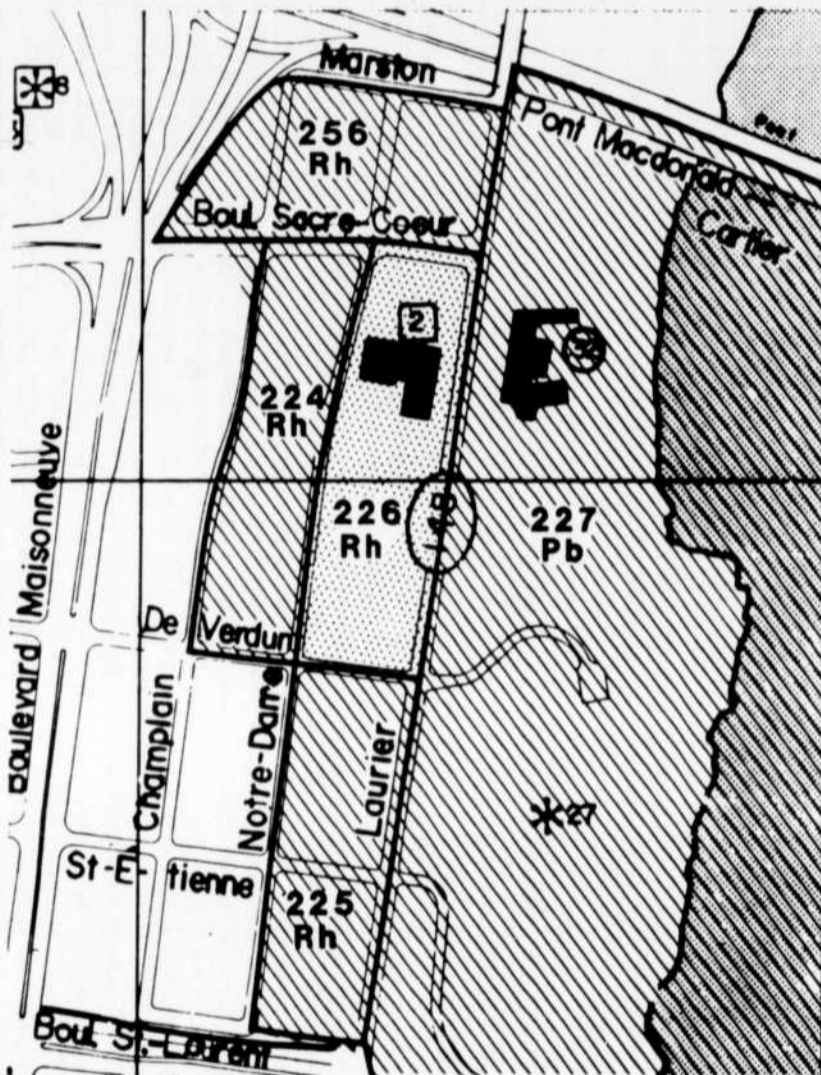 Marston
8
256
Rh
Pont Macdonald
Cartier
Boul. Sacre-Coeur
2
224
Rh
226
Rh
227
Pb
Boulevard Maisonneuve
De Verdun
Champlain
Notre-Dame
Laurier
27
St-E- tienne
225
Rh
Boul. St.-Laurent